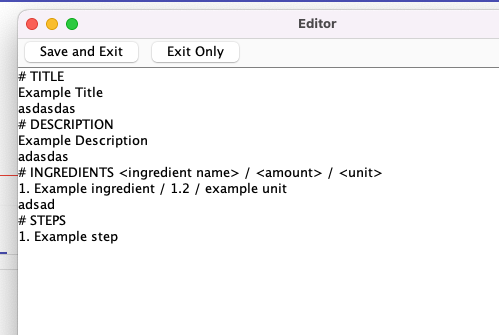 Editor
Save and Exit Exit Only
# TITLE
Example Title
asdasdas
# DESCRIPTION
Example Description
adasdas
# INGREDIENTS <ingredient name> / <amount> / <unit>
1. Example ingredient / 1.2 / example unit
adsad
# STEPS
1. Example step